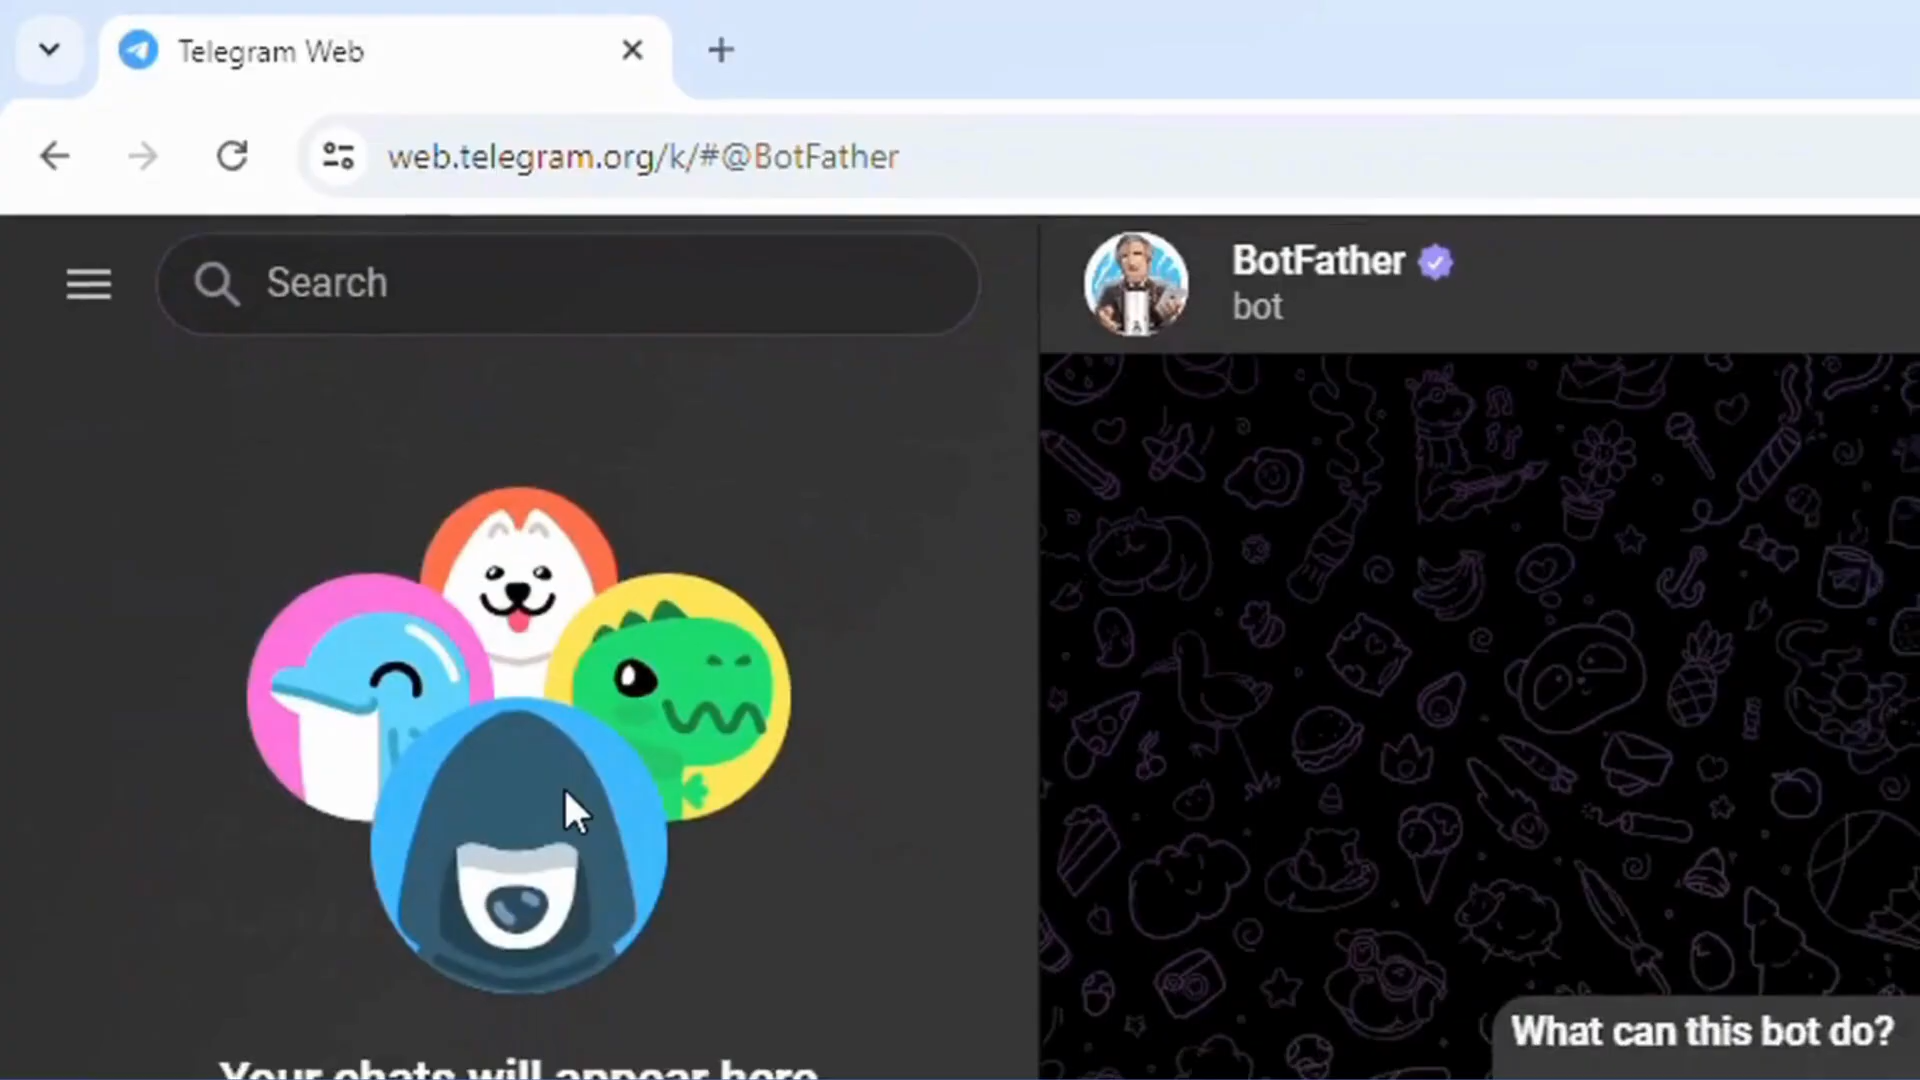 Telegram Web
web.telegram.org/k/#@BotFather
Search
BotFather
bot
What can this bot do?
Your chats will appear here